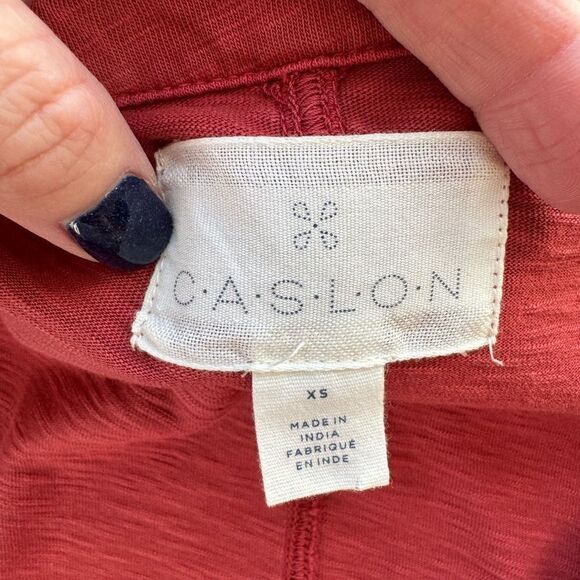 C·A·S·L·O·N
XS
MADE IN
INDIA
FABRIQUÉ
EN INDE